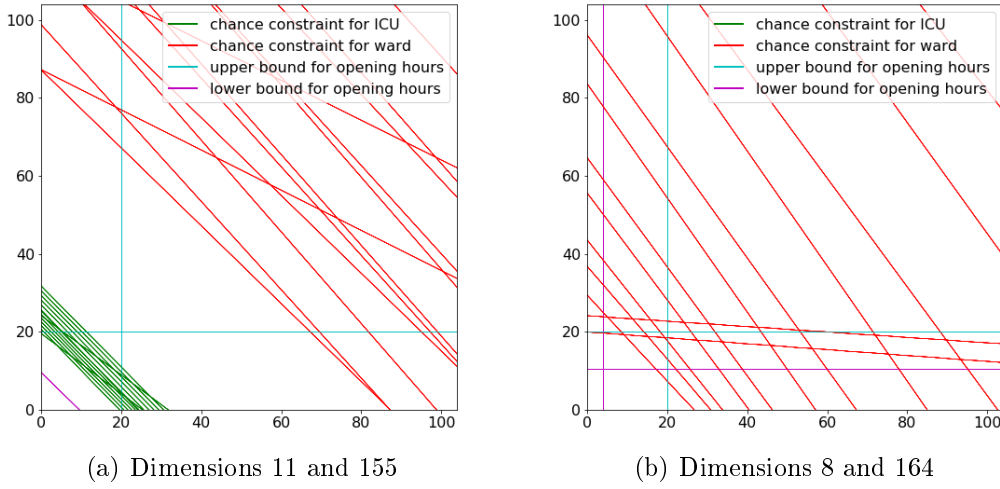 100
80
60
40
20
0
0 20 40 60 80 100
chance constraint for ICU
chance constraint for ward
upper bound for opening hours
lower bound for opening hours
(a) Dimensions 11 and 155
100
80
60
40
20
0
0 20 40 60 80 100
chance constraint for ICU
chance constraint for ward
upper bound for opening hours
lower bound for opening hours
(b) Dimensions 8 and 164